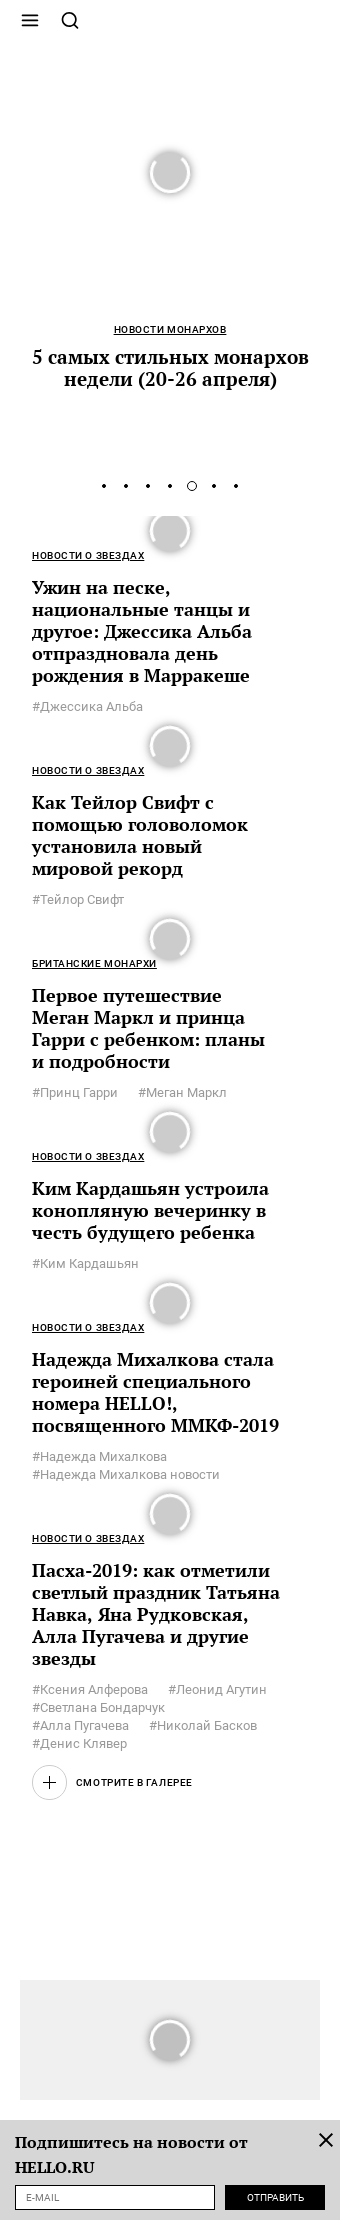 НОВОСТИ МОНАРХОВ
5 самых стильных монархов
недели (20-26 апреля)
НОВОСТИ О ЗВЕЗДАХ
Ужин на песке,
национальные танцы и
другое: Джессика Альба
отпраздновала день
рождения в Марракеше
#Джессика Альба
НОВОСТИ О ЗВЕЗДАХ
Как Тейлор Свифт с
помощью головоломок
установила новый
мировой рекорд
#Тейлор Свифт
БРИТАНСКИЕ МОНАРХИ
Первое путешествие
Меган Маркл и принца
Гарри с ребенком: планы
и подробности
#Принц Гарри #Меган Маркл
НОВОСТИ О ЗВЕЗДАХ
Ким Кардашьян устроила
конопляную вечеринку в
честь будущего ребенка
#Ким Кардашьян
НОВОСТИ О ЗВЕЗДАХ
Надежда Михалкова стала
героиней специального
номера HELLO!,
посвященного ММКФ-2019
#Надежда Михалкова
#Надежда Михалкова новости
НОВОСТИ О ЗВЕЗДАХ
Пасха-2019: как отметили
светлый праздник Татьяна
Навка, Яна Рудковская,
Алла Пугачева и другие
звезды
#Ксения Алферова #Леонид Агутин
#Светлана Бондарчук
#Алла Пугачева #Николай Басков
#Денис Клявер
СМОТРИТЕ В ГАЛЕРЕЕ
Подпишитесь на новости от
HELLO.RU
E-MAIL ОТПРАВИТЬ